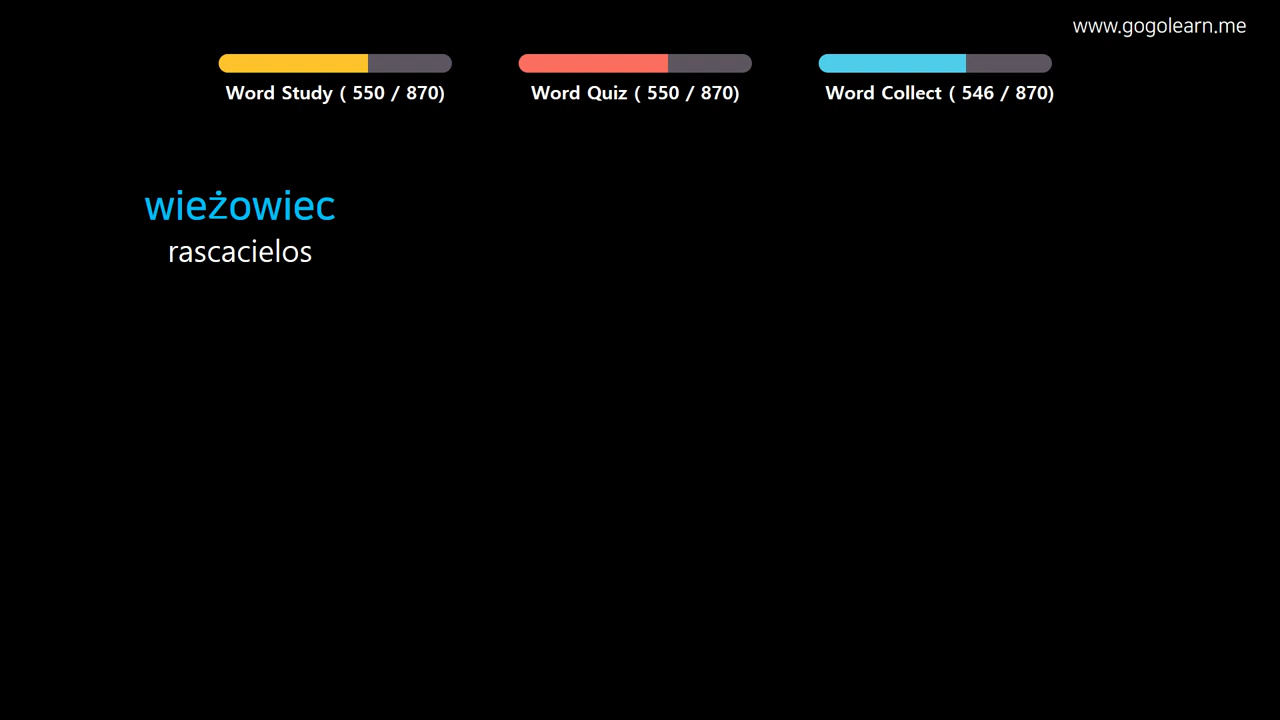 www.gogolearn.me
Word Study ( 550 / 870)
Word Quiz ( 550 / 870)
Word Collect ( 546 / 870)
wieżowiec
rascacielos